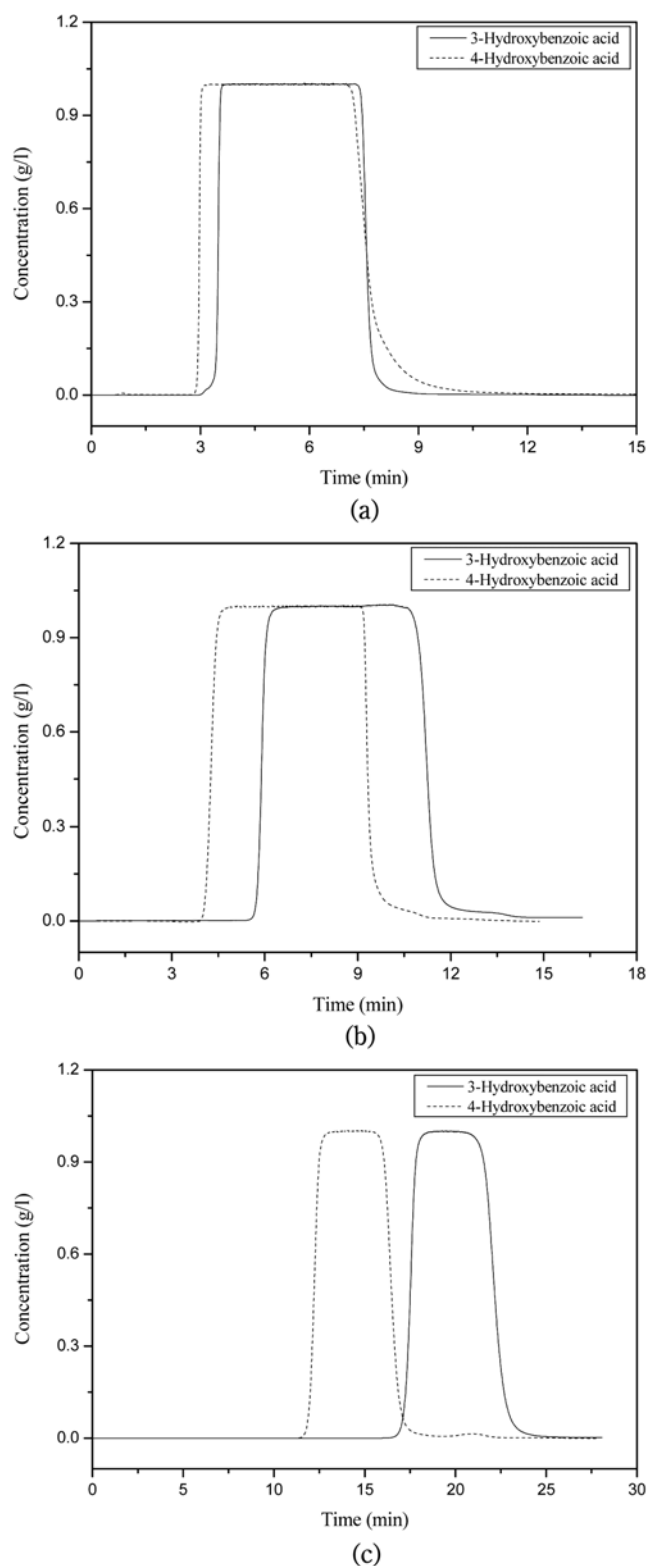 1.2
3-Hydroxybenzoic acid
4-Hydroxybenzoic acid
0.9
0.6
0.3
0.0
Concentration (g/l)
0 3 6 9 12 15
Time (min)
(a)
1.2
3-Hydroxybenzoic acid
4-Hydroxybenzoic acid
0.9
0.6
0.3
0.0
Concentration (g/l)
0 3 6 9 12 15 18
Time (min)
(b)
1.2
3-Hydroxybenzoic acid
4-Hydroxybenzoic acid
0.9
0.6
0.3
0.0
Concentration (g/l)
0 5 10 15 20 25 30
Time (min)
(c)